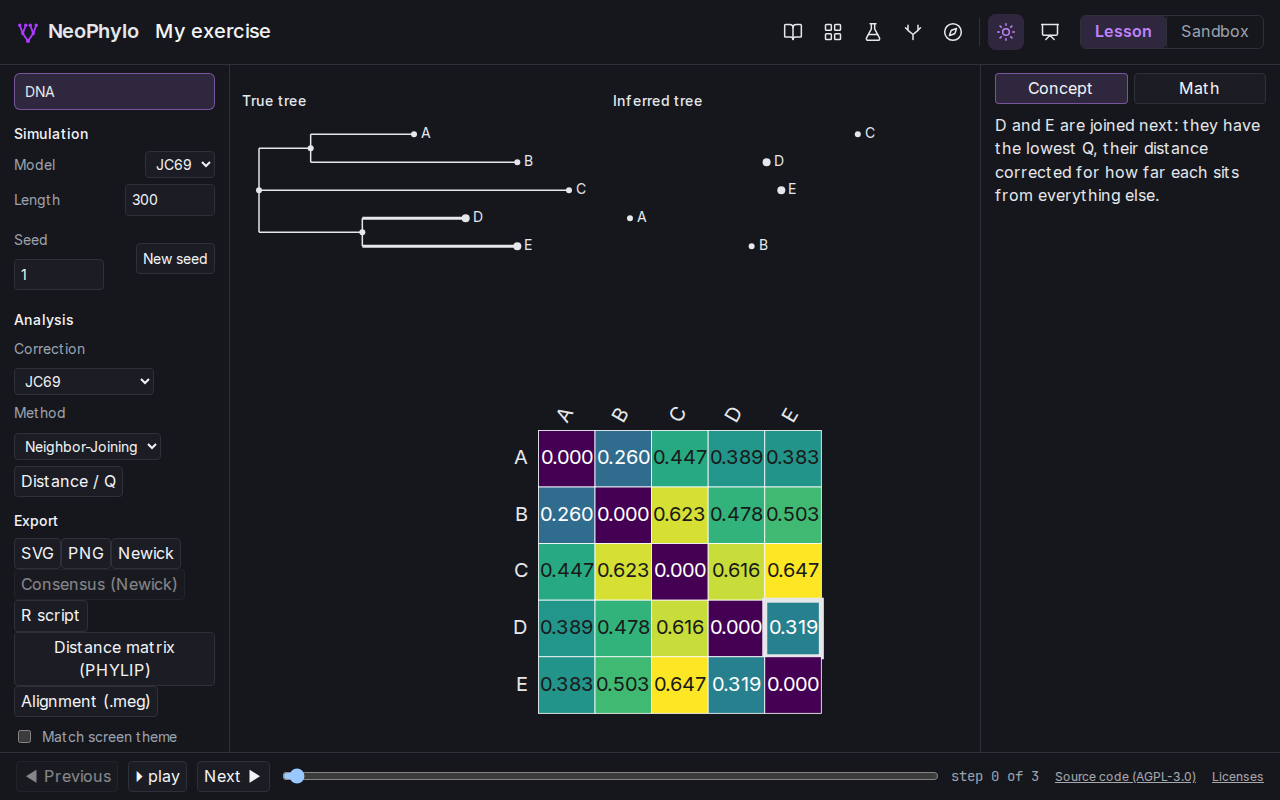 NeoPhylo My exercise
Lesson Sandbox
DNA
Simulation
Model JC69
Length 300
Seed
1 New seed
Analysis
Correction
JC69
Method
Neighbor-Joining
Distance / Q
Export
SVG PNG Newick
Consensus (Newick)
R script
Distance matrix
(PHYLIP)
Alignment (.meg)
Match screen theme
True tree
A
B
C
D
E
Inferred tree
C
D
E
A
B
A B C D E
A 0.000 0.260 0.447 0.389 0.383
B 0.260 0.000 0.623 0.478 0.503
C 0.447 0.623 0.000 0.616 0.647
D 0.389 0.478 0.616 0.000 0.319
E 0.383 0.503 0.647 0.319 0.000
Concept Math
D and E are joined next: they have
the lowest Q, their distance
corrected for how far each sits
from everything else.
◀ Previous ▶ play Next ▶ step 0 of 3 Source code (AGPL-3.0) Licenses